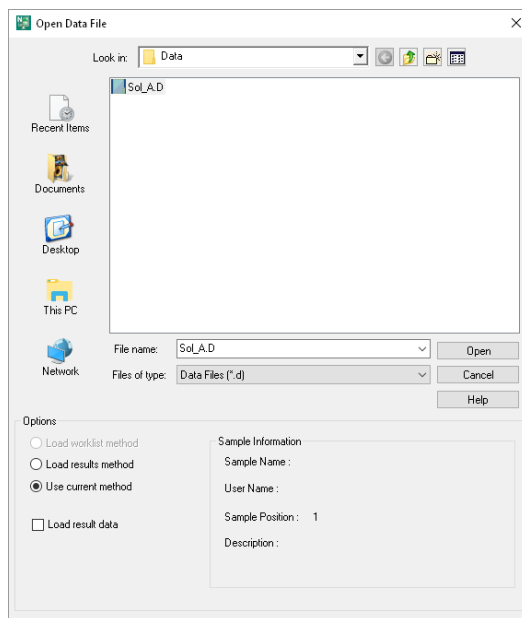 Open Data File
Look in: Data
Sol_A.D
Recent Items
Documents
Desktop
This PC
Network
File name: Sol_A.D Open
Files of type: Data Files (*.d) Cancel
Help
Options
Load worklist method
Load results method
Use current method
Load result data
Sample Information
Sample Name :
User Name :
Sample Position : 1
Description :